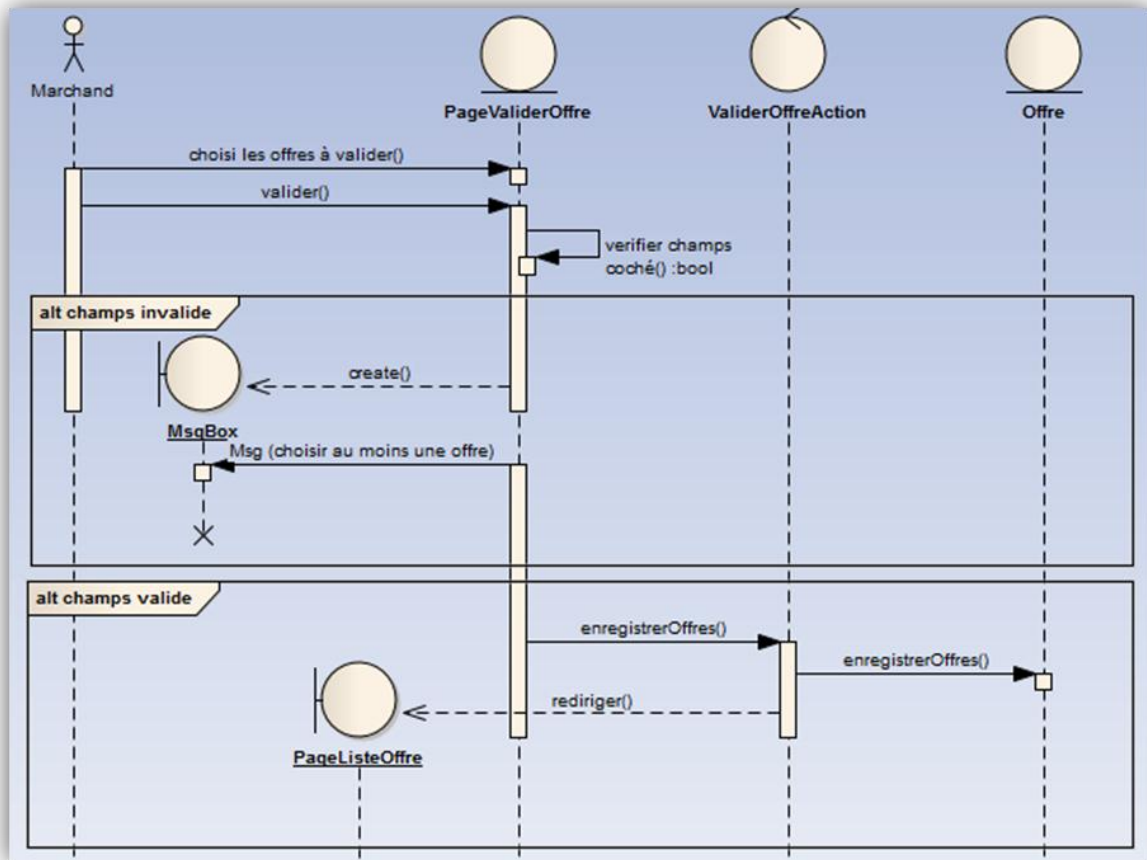 Marchand
PageValiderOffre
ValiderOffreAction
Offre
choisi les offres à valider()
valider()
verifier champs
coché() :bool
alt champs invalide
create()
MsgBox
Msg (choisir au moins une offre)
alt champs valide
enregistrerOffres()
enregistrerOffres()
rediriger()
PageListeOffre